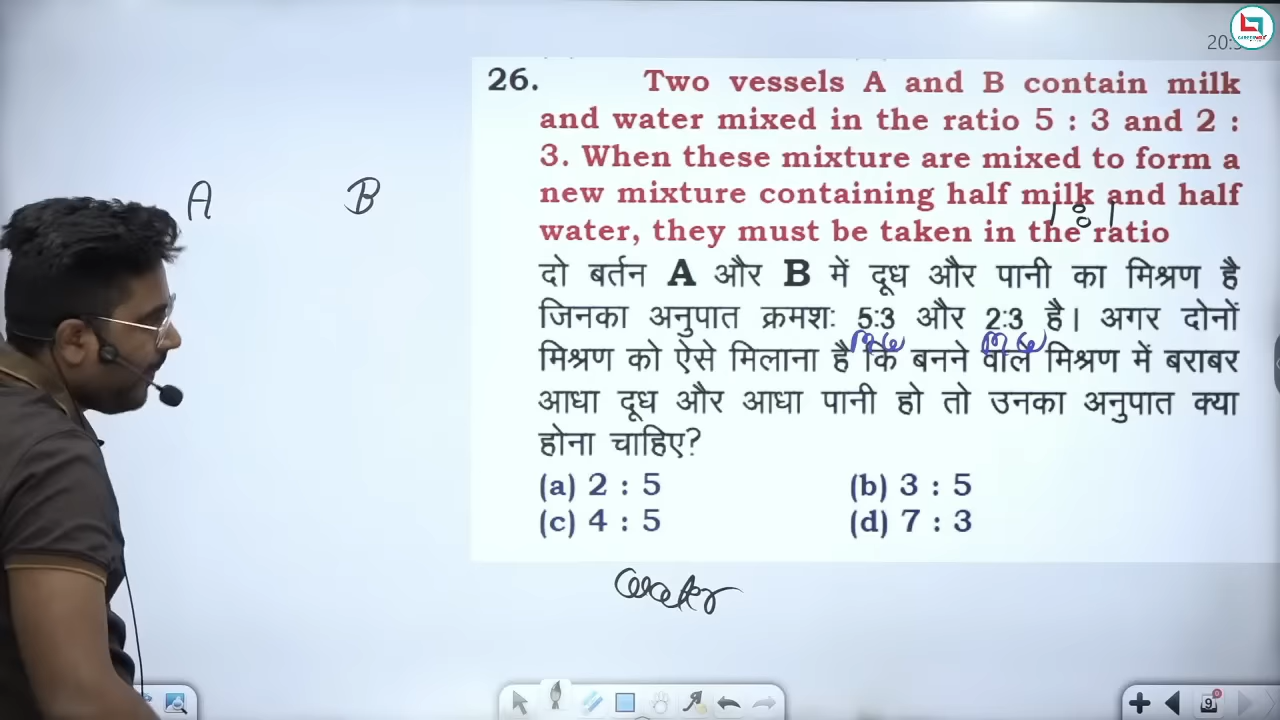 20:
26. Two vessels A and B contain milk
and water mixed in the ratio 5 : 3 and 2 :
3. When these mixture are mixed to form a
new mixture containing half milk and half
1 : 1
water, they must be taken in the ratio
दो बर्तन A और B में दूध और पानी का मिश्रण है
जिनका अनुपात क्रमशः 5:3 और 2:3 है। अगर दोनों
m w m w
मिश्रण को ऐसे मिलाना है कि बनने वाले मिश्रण में बराबर
आधा दूध और आधा पानी हो तो उनका अनुपात क्या
होना चाहिए?
(a) 2 : 5 (b) 3 : 5
(c) 4 : 5 (d) 7 : 3
A B
water
9